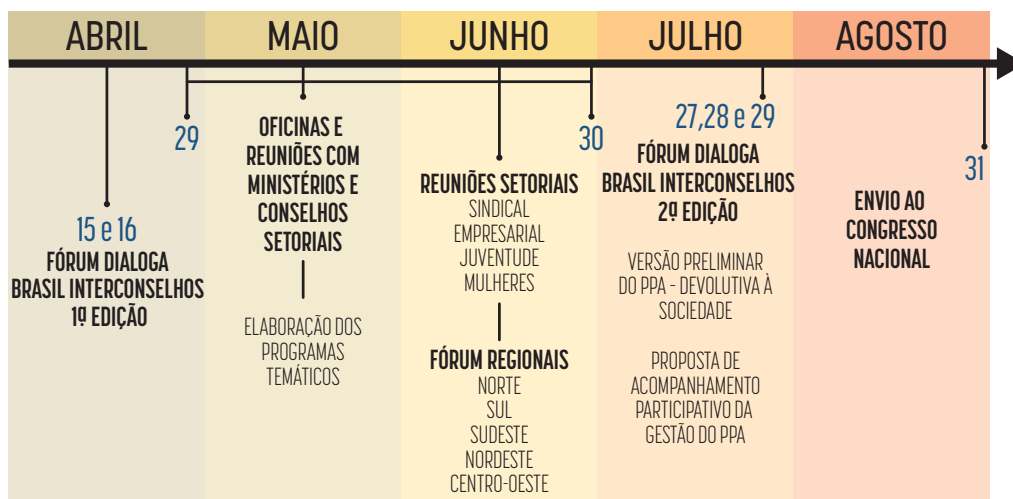 ABRIL
MAIO
JUNHO
JULHO
AGOSTO
15 e 16
FÓRUM DIALOGA
BRASIL INTERCONSELHOS
1º EDIÇÃO
29
OFICINAS E
REUNIÕES COM
MINISTÉRIOS E
CONSELHOS
SETORIAIS
ELABORAÇÃO DOS
PROGRAMAS
TEMÁTICOS
REUNIÕES SETORIAIS
SINDICAL
EMPRESARIAL
JUVENTUDE
MULHERES
FÓRUM REGIONAIS
NORTE
SUL
SUDESTE
NORDESTE
CENTRO-OESTE
30
27,28 e 29
FÓRUM DIALOGA
BRASIL INTERCONSELHOS
2º EDIÇÃO
VERSÃO PRELIMINAR
DO PPA - DEVOLUTIVA À
SOCIEDADE
PROPOSTA DE
ACOMPANHAMENTO
PARTICIPATIVO DA
GESTÃO DO PPA
31
ENVIO AO
CONGRESSO
NACIONAL